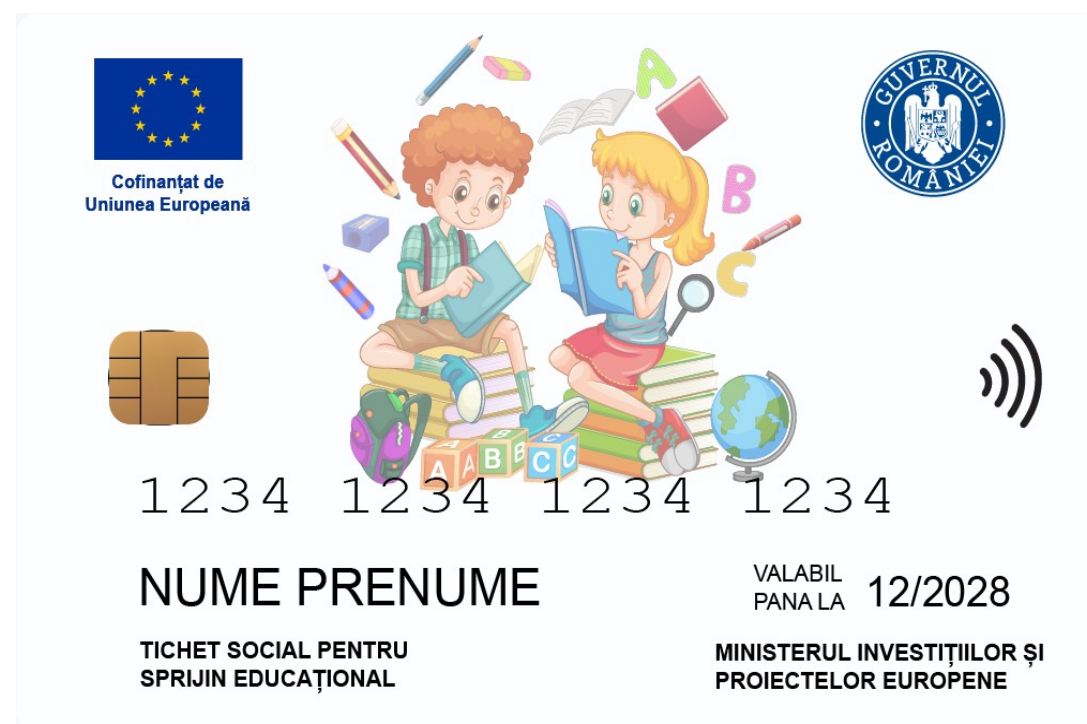 Cofinanțat de
Uniunea Europeană
GUVERNUL
ROMÂNIEI
A
B
C
A A B B B C C C
1234 1234 1234 1234
NUME PRENUME
VALABIL
PANA LA 12/2028
TICHET SOCIAL PENTRU
SPRIJIN EDUCAȚIONAL
MINISTERUL INVESTIȚIILOR ȘI
PROIECTELOR EUROPENE